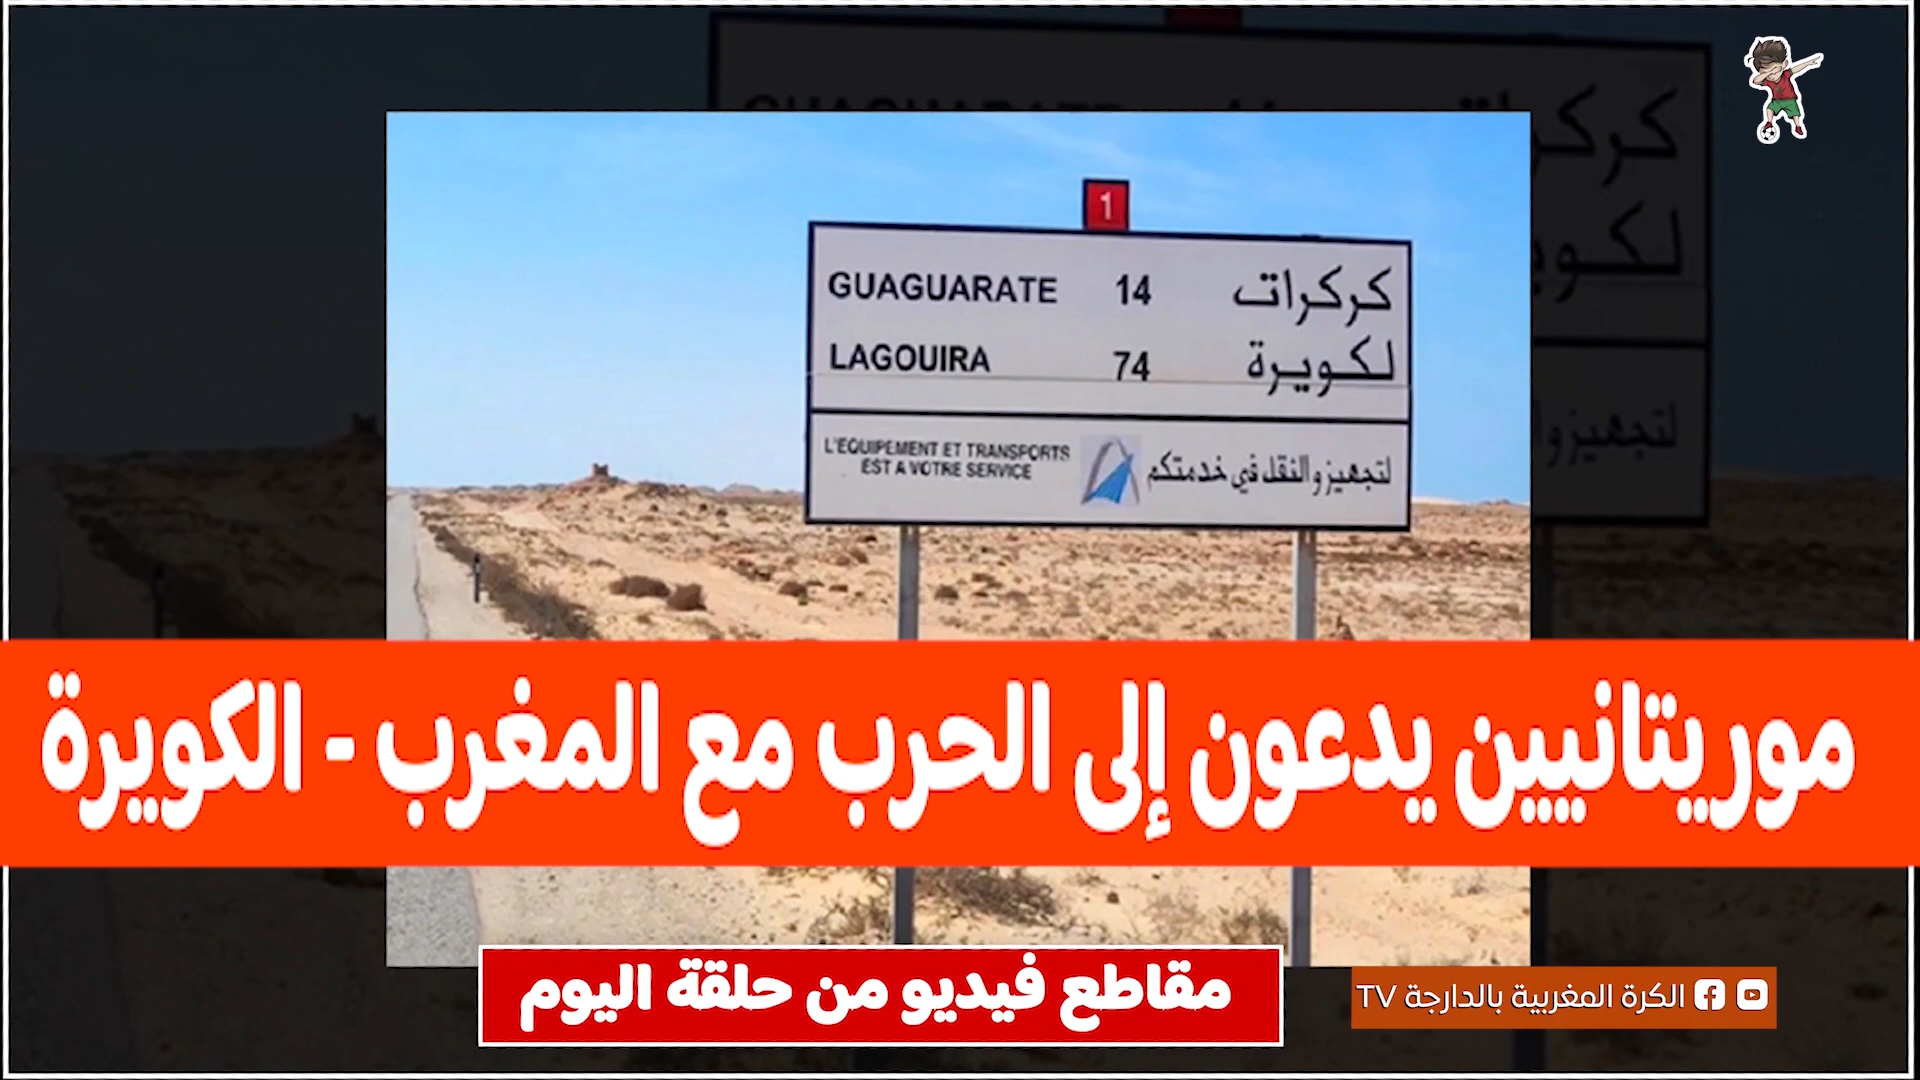 1
GUAGUARATE 14 كركرات
LAGOUIRA 74 لكويرة
L'EQUIPEMENT ET TRANSPORTS
EST A VOTRE SERVICE
لتجهيز والنقل في خدمتكم
موريتانيين يدعون إلى الحرب مع المغرب - الكويرة
مقاطع فيديو من حلقة اليوم
الكرة المغربية بالدارجة TV